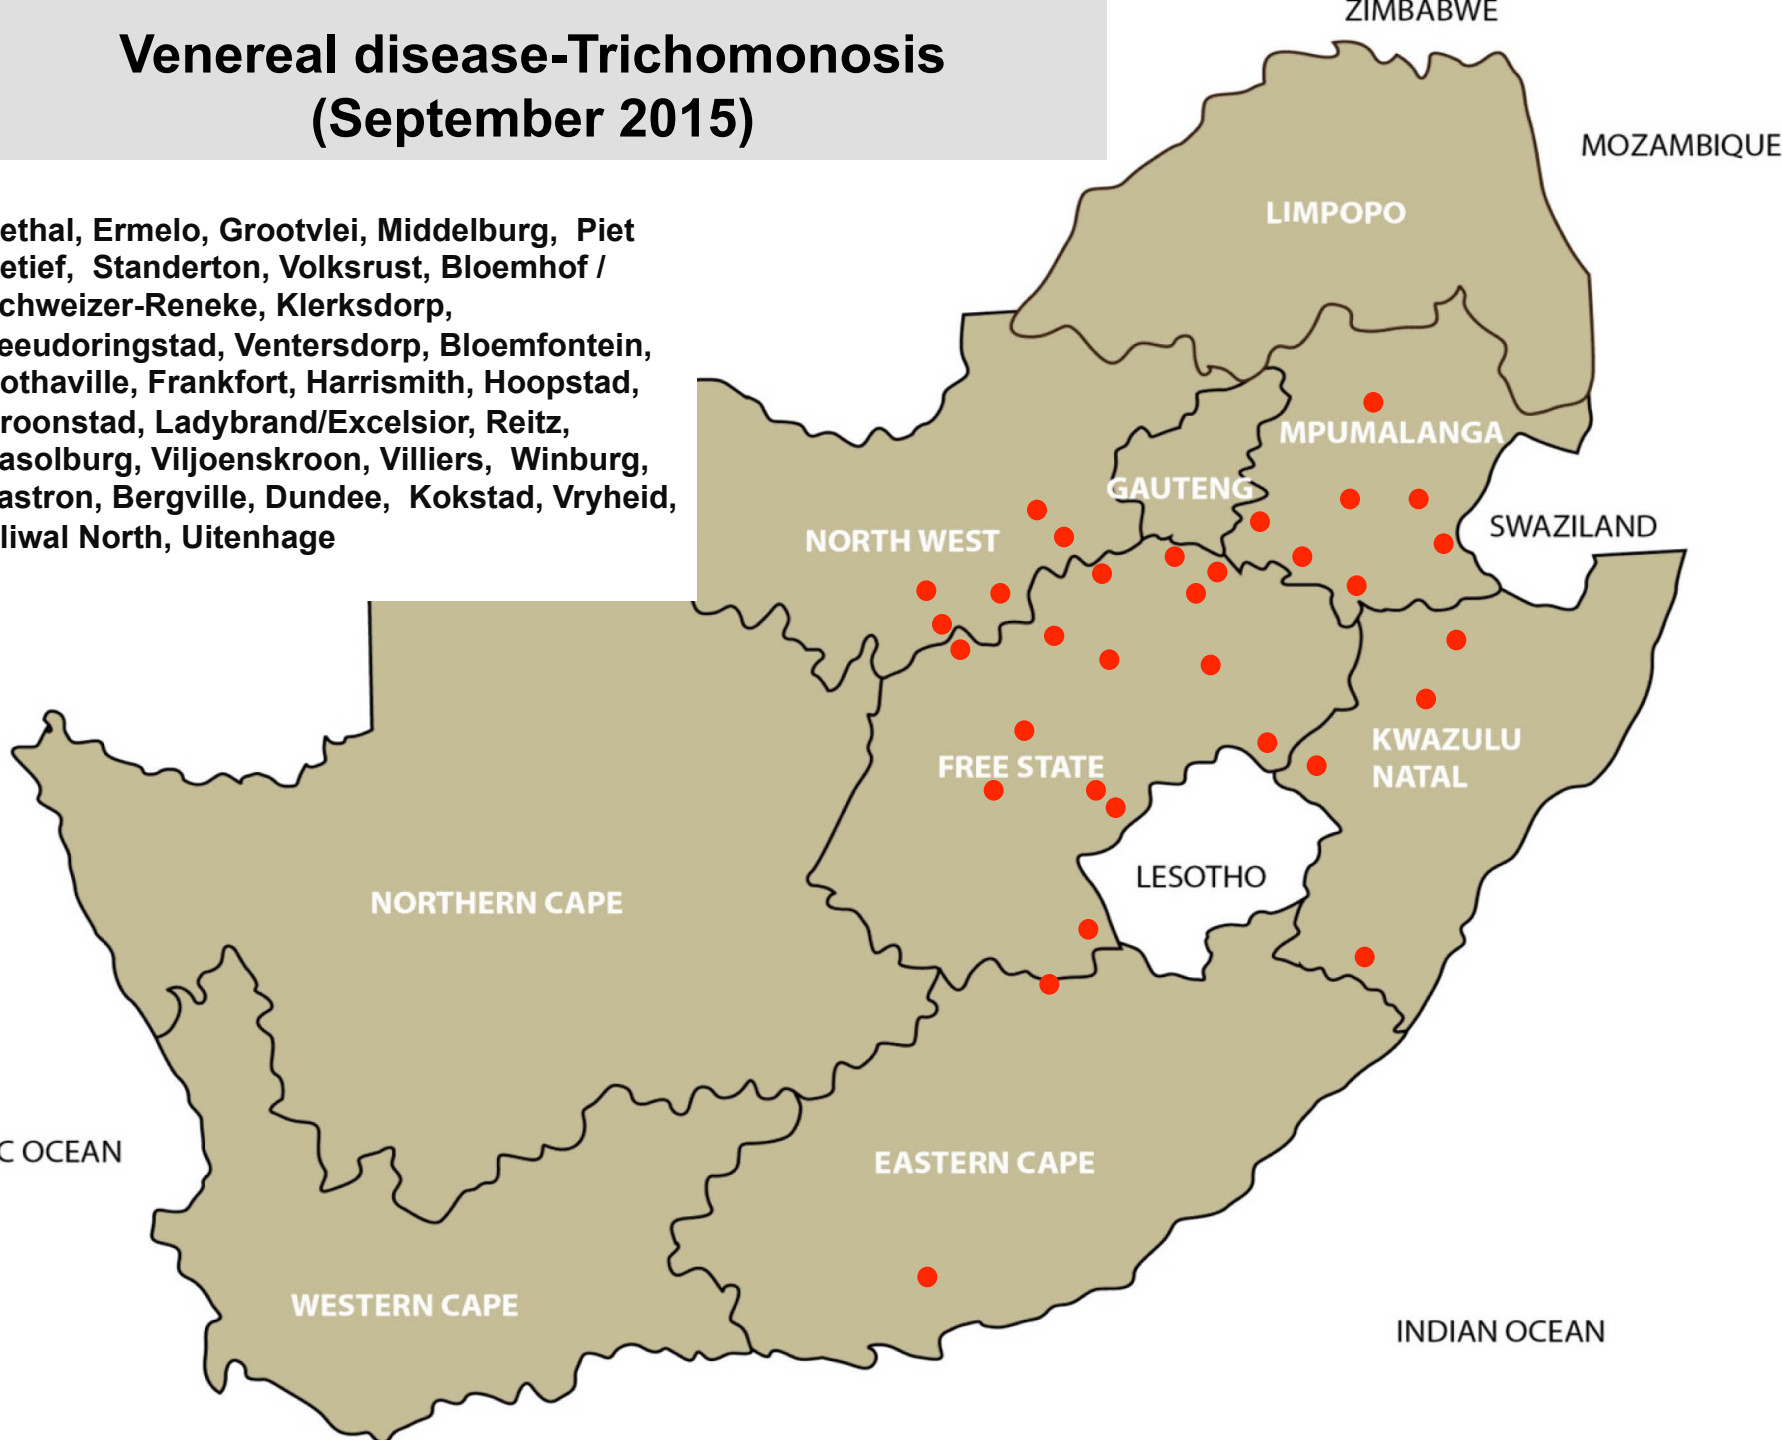 Venereal disease-Trichomonosis
(September 2015)
ethal, Ermelo, Grootvlei, Middelburg, Piet
etief, Standerton, Volksrust, Bloemhof /
chweizer-Reneke, Klerksdorp,
eeudoringstad, Ventersdorp, Bloemfontein,
othaville, Frankfort, Harrismith, Hoopstad,
roonstad, Ladybrand/Excelsior, Reitz,
asolburg, Viljoenskroon, Villiers, Winburg,
astron, Bergville, Dundee, Kokstad, Vryheid,
liwal North, Uitenhage
ZIMBABWE
MOZAMBIQUE
LIMPOPO
MPUMALANGA
GAUTENG
NORTH WEST
SWAZILAND
KWAZULU
NATAL
FREE STATE
LESOTHO
NORTHERN CAPE
C OCEAN
EASTERN CAPE
WESTERN CAPE
INDIAN OCEAN